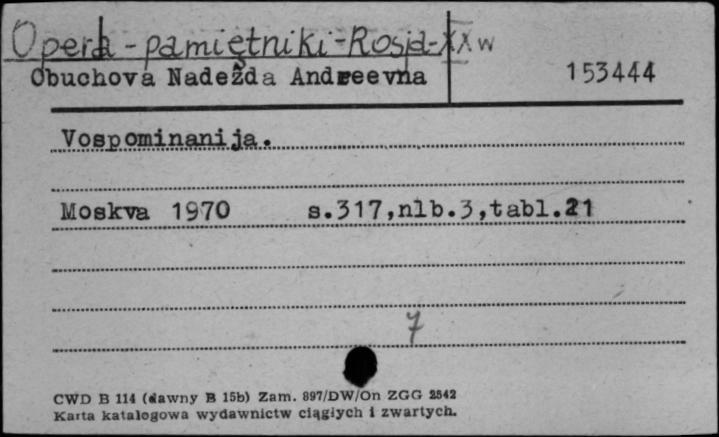 Opera - pamiętniki - Rosja - XX w
Obuchova Nadežda Andreevna 153444
Vospominanija.
Moskva 1970 s.317,nlb.3,tabl.21
7
CWD B 114 (dawny B 15b) Zam. 897/DW/On ZGG 2542
Karta katalogowa wydawnictw ciągłych i zwartych.